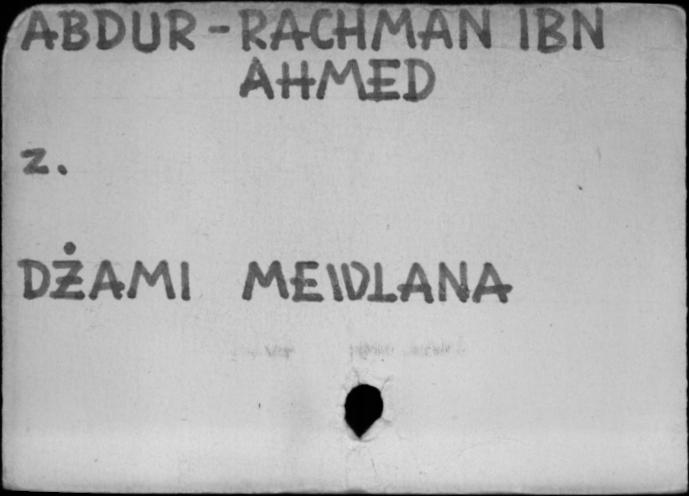 ABDUR-RACHMAN IBN
AHMED
z.
DŻAMI MEWLANA